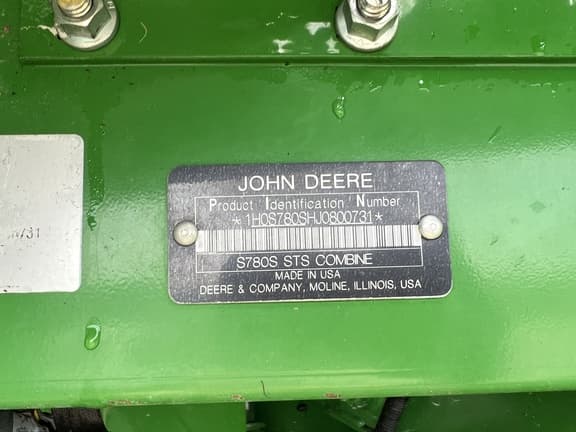 JOHN DEERE
Product Identification Number
*1H0S780SHJ0800731*
S780S STS COMBINE
MADE IN USA
DEERE & COMPANY, MOLINE, ILLINOIS, USA